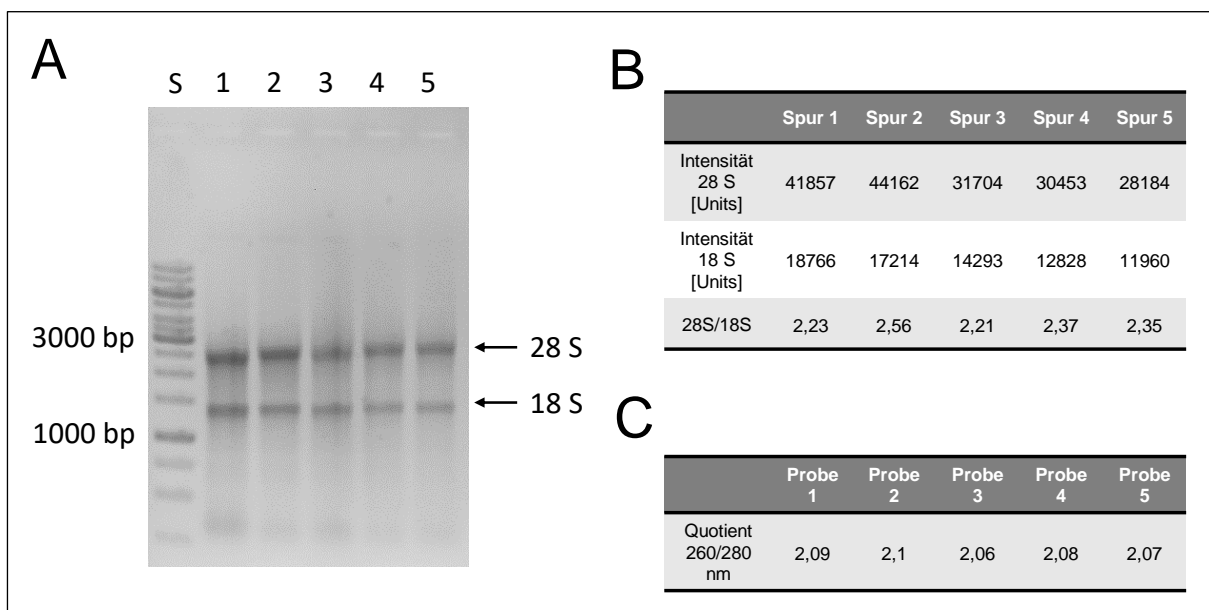 A
S 1 2 3 4 5
3000 bp
28 S
18 S
1000 bp
B
Spur 1 Spur 2 Spur 3 Spur 4 Spur 5
Intensität
28 S
[Units]
41857 44162 31704 30453 28184
Intensität
18 S
[Units]
18766 17214 14293 12828 11960
28S/18S 2,23 2,56 2,21 2,37 2,35
C
Probe 1 Probe 2 Probe 3 Probe 4 Probe 5
Quotient
260/280
nm
2,09 2,1 2,06 2,08 2,07